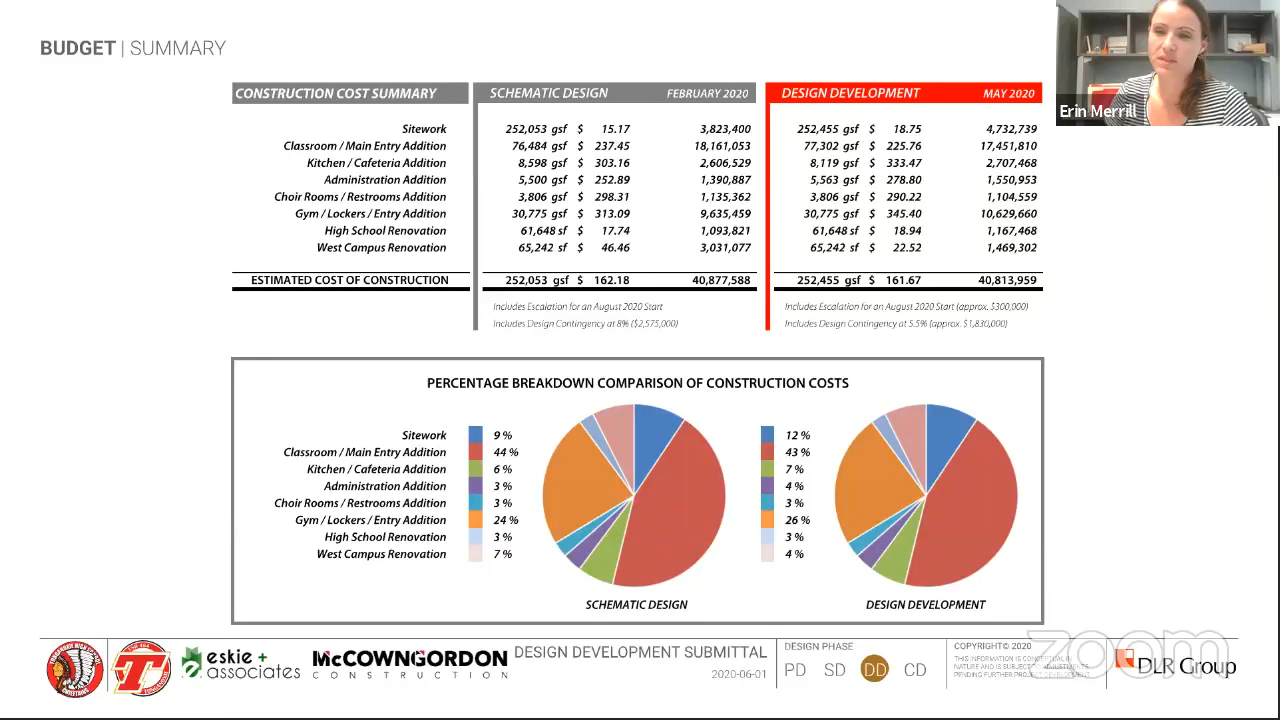 BUDGET | SUMMARY
Erin Merrill
CONSTRUCTION COST SUMMARY SCHEMATIC DESIGN FEBRUARY 2020 DESIGN DEVELOPMENT MAY 2020
Sitework 252,053 gsf $ 15.17 3,823,400 252,455 gsf $ 18.75 4,732,739
Classroom / Main Entry Addition 76,484 gsf $ 237.45 18,161,053 77,302 gsf $ 225.76 17,451,810
Kitchen / Cafeteria Addition 8,598 gsf $ 303.16 2,606,529 8,119 gsf $ 333.47 2,707,468
Administration Addition 5,500 gsf $ 252.89 1,390,887 5,563 gsf $ 278.80 1,550,953
Choir Rooms / Restrooms Addition 3,806 gsf $ 298.31 1,135,362 3,806 gsf $ 290.22 1,104,559
Gym / Lockers / Entry Addition 30,775 gsf $ 313.09 9,635,459 30,775 gsf $ 345.40 10,629,660
High School Renovation 61,648 sf $ 17.74 1,093,821 61,648 sf $ 18.94 1,167,468
West Campus Renovation 65,242 sf $ 46.46 3,031,077 65,242 sf $ 22.52 1,469,302
ESTIMATED COST OF CONSTRUCTION 252,053 gsf $ 162.18 40,877,588 252,455 gsf $ 161.67 40,813,959
Includes Escalation for an August 2020 Start Includes Escalation for an August 2020 Start (approx. $300,000)
Includes Design Contingency at 8% ($2,575,000) Includes Design Contingency at 5.5% (approx. $1,830,000)
PERCENTAGE BREAKDOWN COMPARISON OF CONSTRUCTION COSTS
Sitework 9 % 12 %
Classroom / Main Entry Addition 44 % 43 %
Kitchen / Cafeteria Addition 6 % 7 %
Administration Addition 3 % 4 %
Choir Rooms / Restrooms Addition 3 % 3 %
Gym / Lockers / Entry Addition 24 % 26 %
High School Renovation 3 % 3 %
West Campus Renovation 7 % 4 %
SCHEMATIC DESIGN DESIGN DEVELOPMENT
eskie + associates
McCOWNGORDON
CONSTRUCTION
DESIGN DEVELOPMENT SUBMITTAL
2020-06-01
DESIGN PHASE
PD SD DD CD
COPYRIGHT© 2020
THIS INFORMATION IS CONCEPTUAL IN
NATURE AND IS SUBJECT TO ADJUSTMENTS
PENDING FURTHER PROJECT DEVELOPMENT
zoom
DLR Group